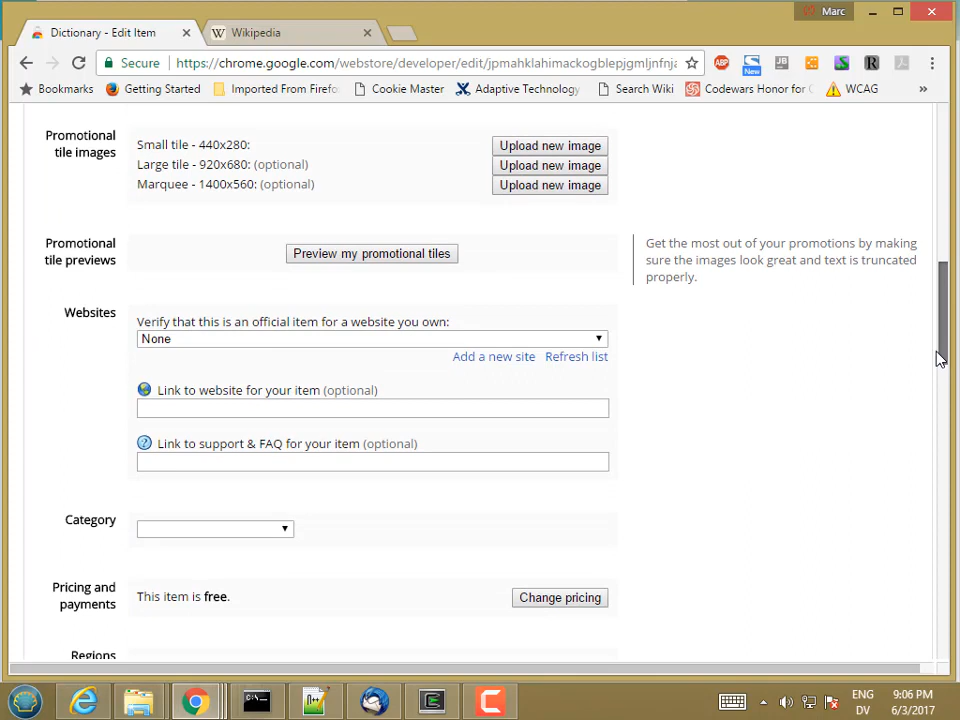 Marc
Dictionary - Edit Item
Wikipedia
Secure
https://chrome.google.com/webstore/developer/edit/jpmahklahimackogblepjgmljnfnja
ABP
New
JB
Bookmarks
Getting Started
Imported From Firefo
Cookie Master
Adaptive Technology
Search Wiki
Codewars Honor for C
WCAG
»
Promotional
tile images
Small tile - 440x280:
Upload new image
Large tile - 920x680: (optional)
Upload new image
Marquee - 1400x560: (optional)
Upload new image
Promotional
tile previews
Preview my promotional tiles
Get the most out of your promotions by making
sure the images look great and text is truncated
properly.
Websites
Verify that this is an official item for a website you own:
None
Add a new site Refresh list
Link to website for your item (optional)
Link to support & FAQ for your item (optional)
Category
Pricing and
payments
This item is free.
Change pricing
Regions
ENG
DV
9:06 PM
6/3/2017